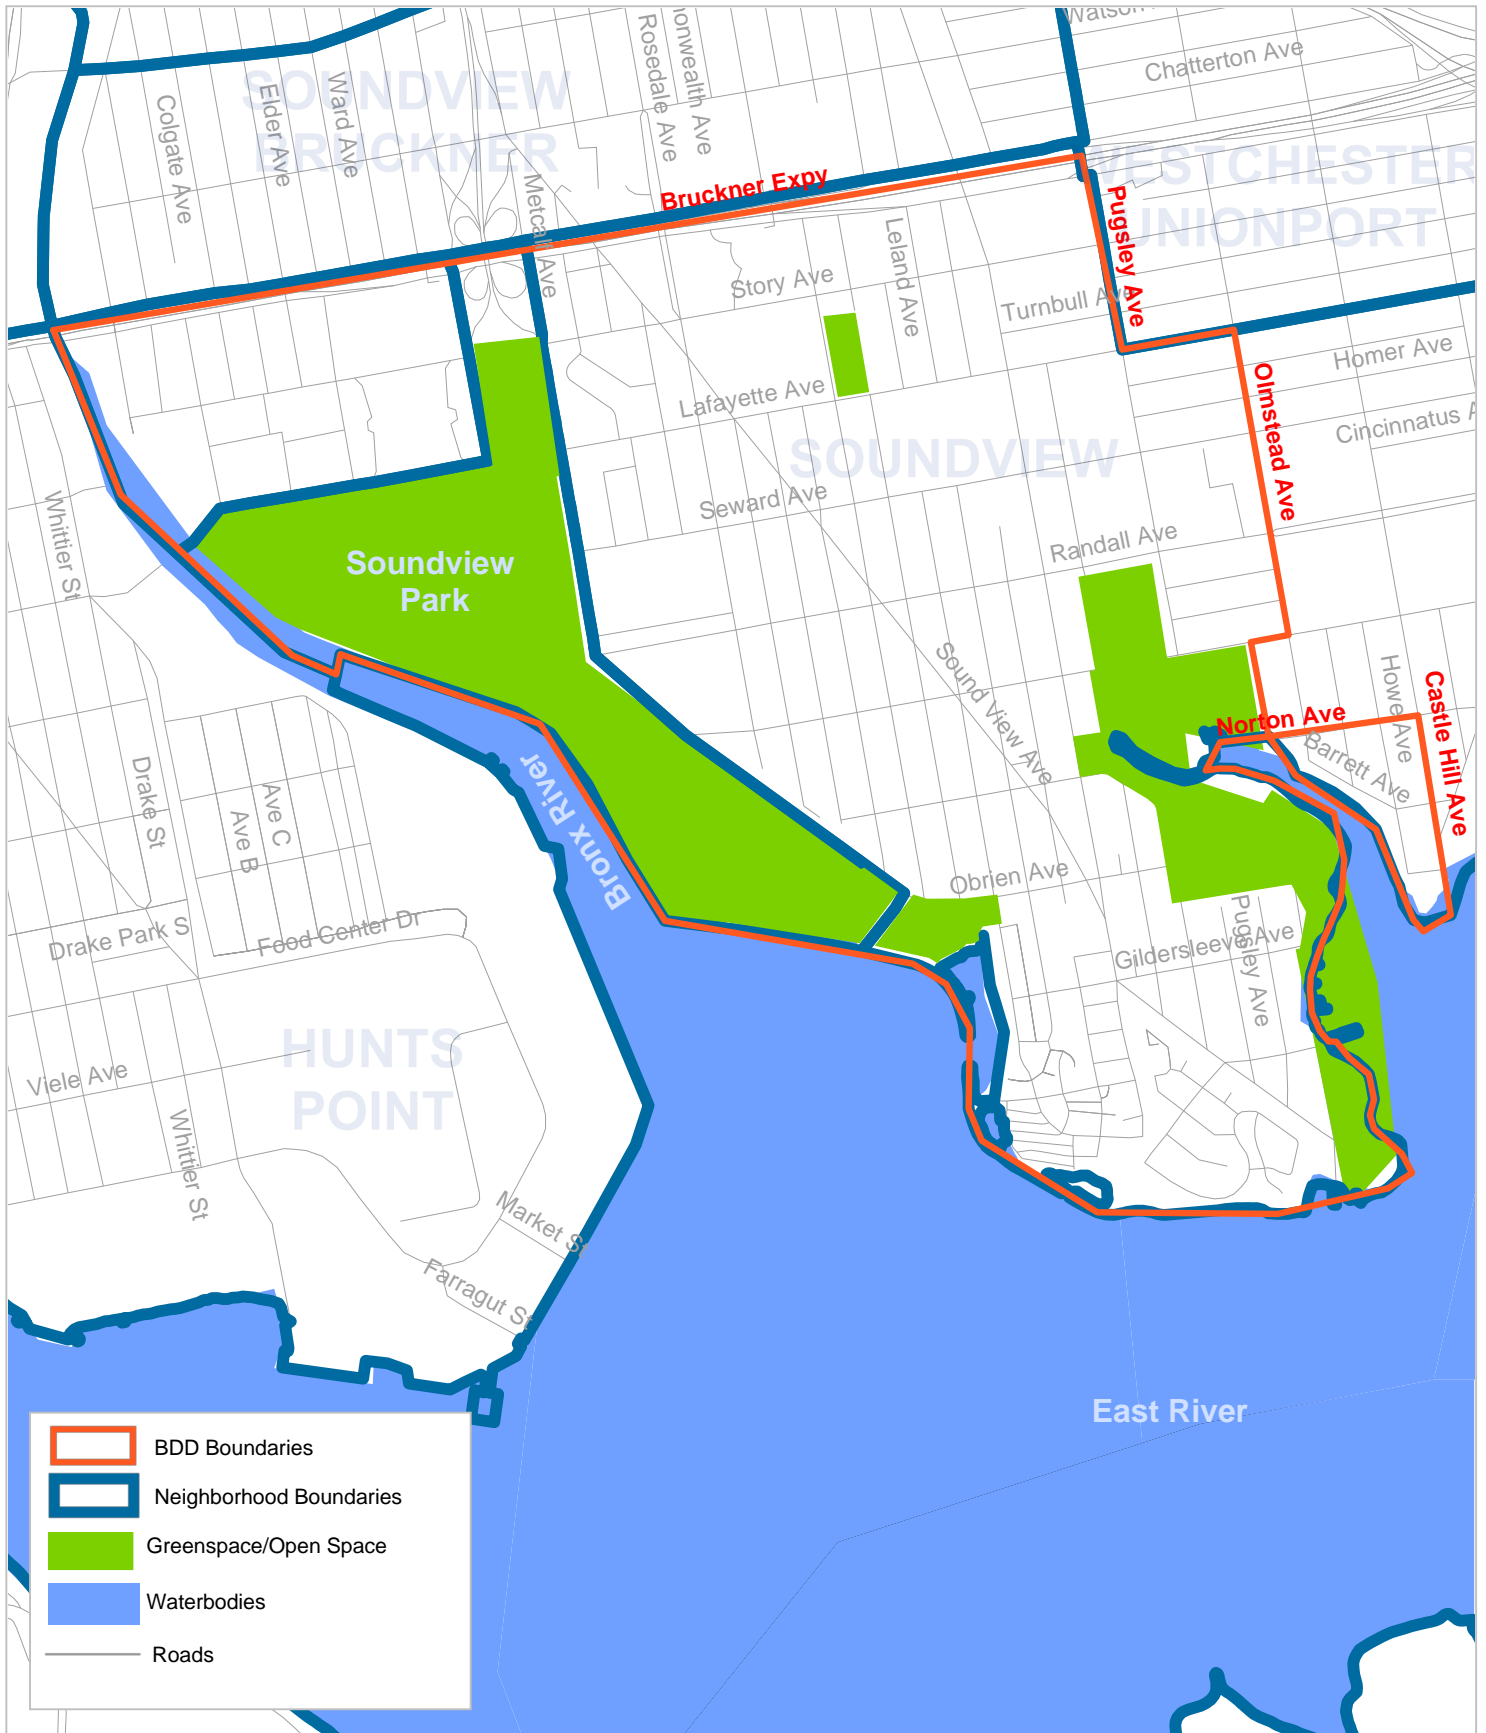 Watson
Chatterton Ave
Rosedale Ave
onwealth Ave
SOUNDVIEW
BRUCKNER
Colgate Ave
Elder Ave
Ward Ave
WESTCHESTER
UNIONPORT
Bruckner Expy
Metcalf Ave
Pugsley Ave
Leland Ave
Story Ave
Turnbull Ave
Homer Ave
Lafayette Ave
Olmstead Ave
Cincinnatus A
SOUNDVIEW
Seward Ave
Whittier St
Randall Ave
Soundview
Park
Sound View Ave
Howe Ave
Castle Hill Ave
Norton Ave
Barrett Ave
Drake St
Ave C
Ave B
Bronx River
Obrien Ave
Drake Park S
Food Center Dr
Pugsley Ave
Gildersleeve Ave
HUNTS
POINT
Viele Ave
Whittier St
Market St
Farragut St
East River
BDD Boundaries
Neighborhood Boundaries
Greenspace/Open Space
Waterbodies
Roads